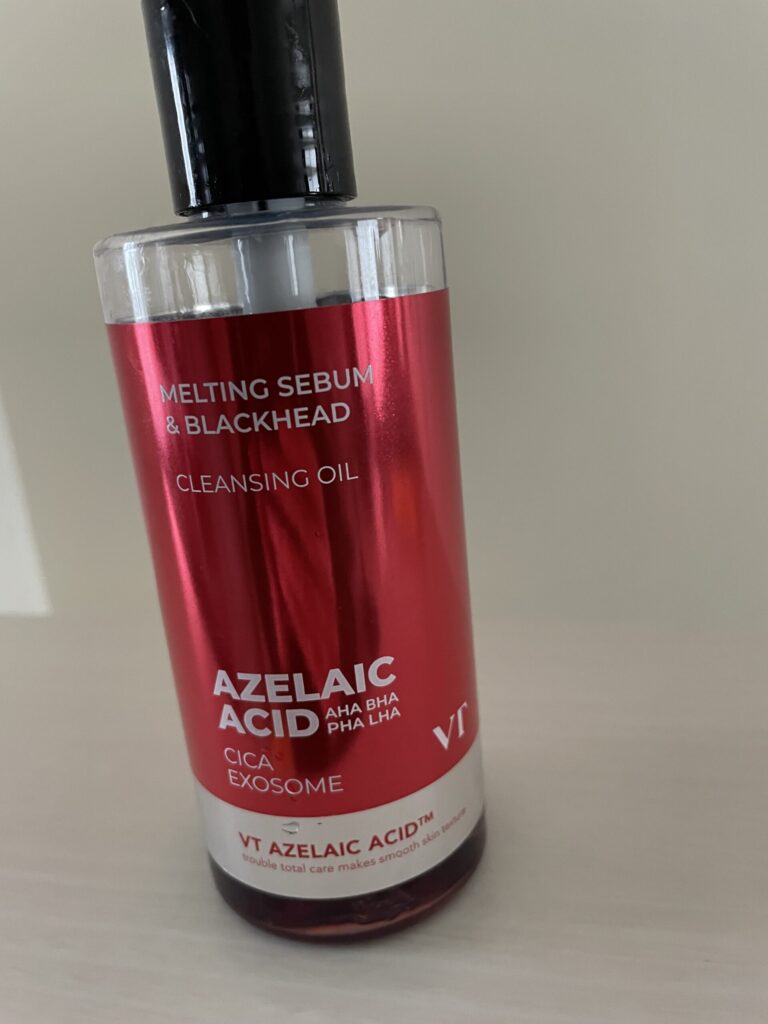 MELTING SEBUM
& BLACKHEAD
CLEANSING OIL
AZELAIC
ACID
AHA BHA
PHA LHA
CICA
EXOSOME
VT
VT AZELAIC ACID™
trouble total care makes smooth skin texture